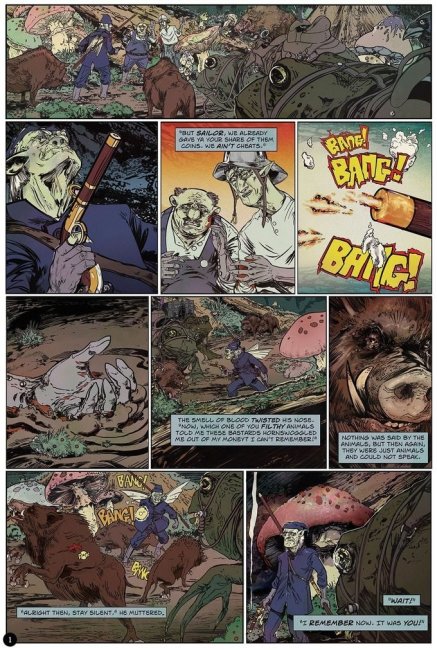 "BUT SAILOR, WE ALREADY
GAVE YA YOUR SHARE OF THEM
COINS. WE AIN'T CHEATS."
BANG!
BANG!
BANG!
THE SMELL OF BLOOD TWISTED HIS NOSE.
"NOW, WHICH ONE OF YOU FILTHY ANIMALS
TOLD ME THESE BASTARDS HORNSWOGGLED
ME OUT OF MY MONEY? I CAN'T REMEMBER!"
NOTHING WAS SAID BY THE
ANIMALS, BUT THEN AGAIN,
THEY WERE JUST ANIMALS
AND COULD NOT SPEAK.
BANG!
BANG!
BANG
"ALRIGHT THEN, STAY SILENT," HE MUTTERED.
"WAIT!"
"I REMEMBER NOW. IT WAS YOU!"
1